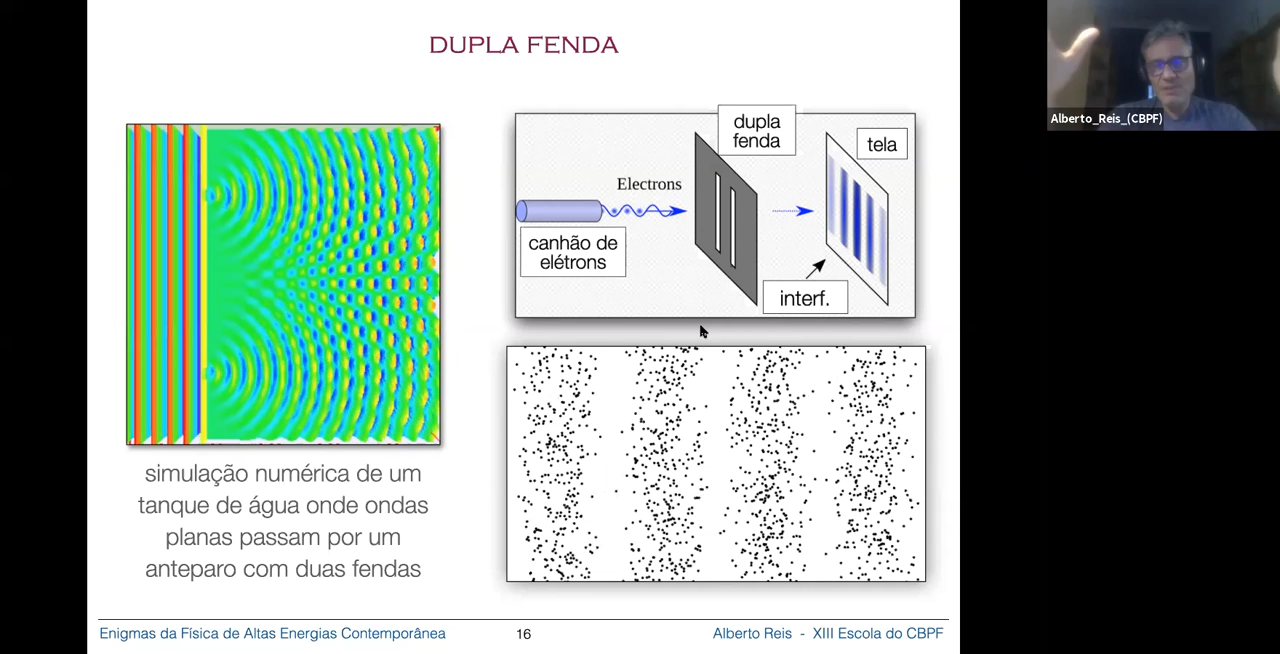 DUPLA FENDA
Alberto_Reis_(CBPF)
dupla
fenda
tela
Electrons
canhão de
elétrons
interf.
simulação numérica de um
tanque de água onde ondas
planas passam por um
anteparo com duas fendas
Enigmas da Física de Altas Energias Contemporânea
16
Alberto Reis - XIII Escola do CBPF